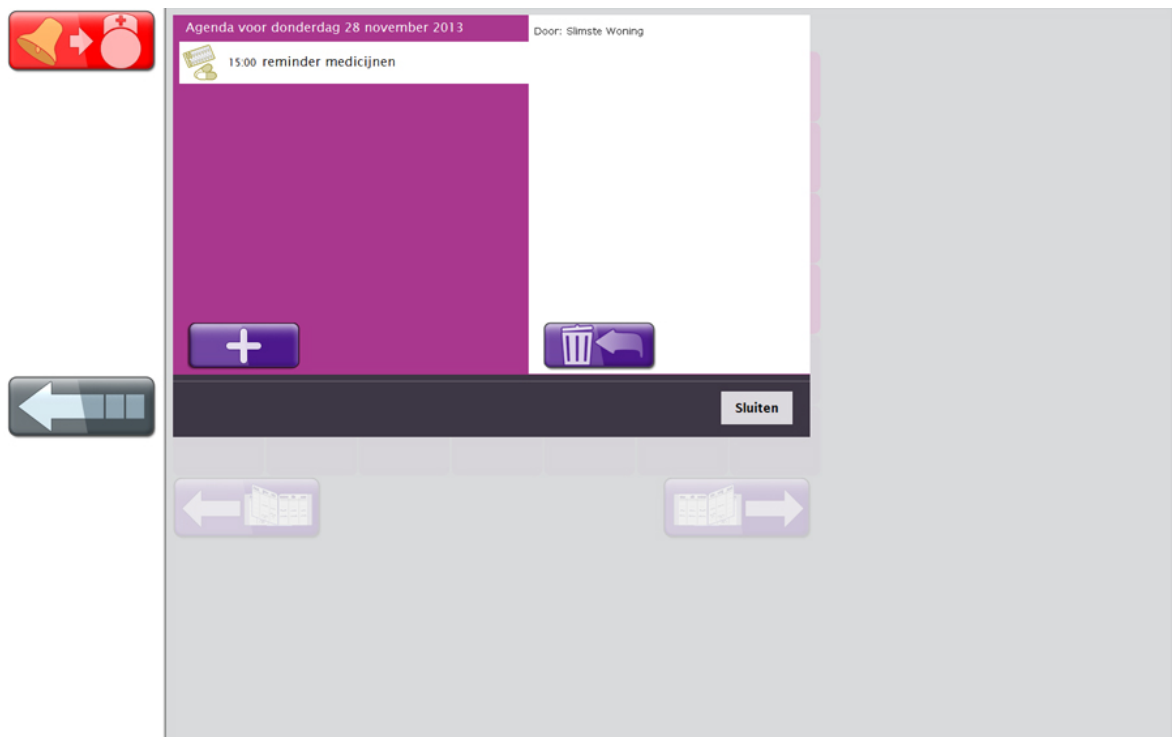 Agenda voor donderdag 28 november 2013
Door: Slimste Woning
15:00 reminder medicijnen
Sluiten